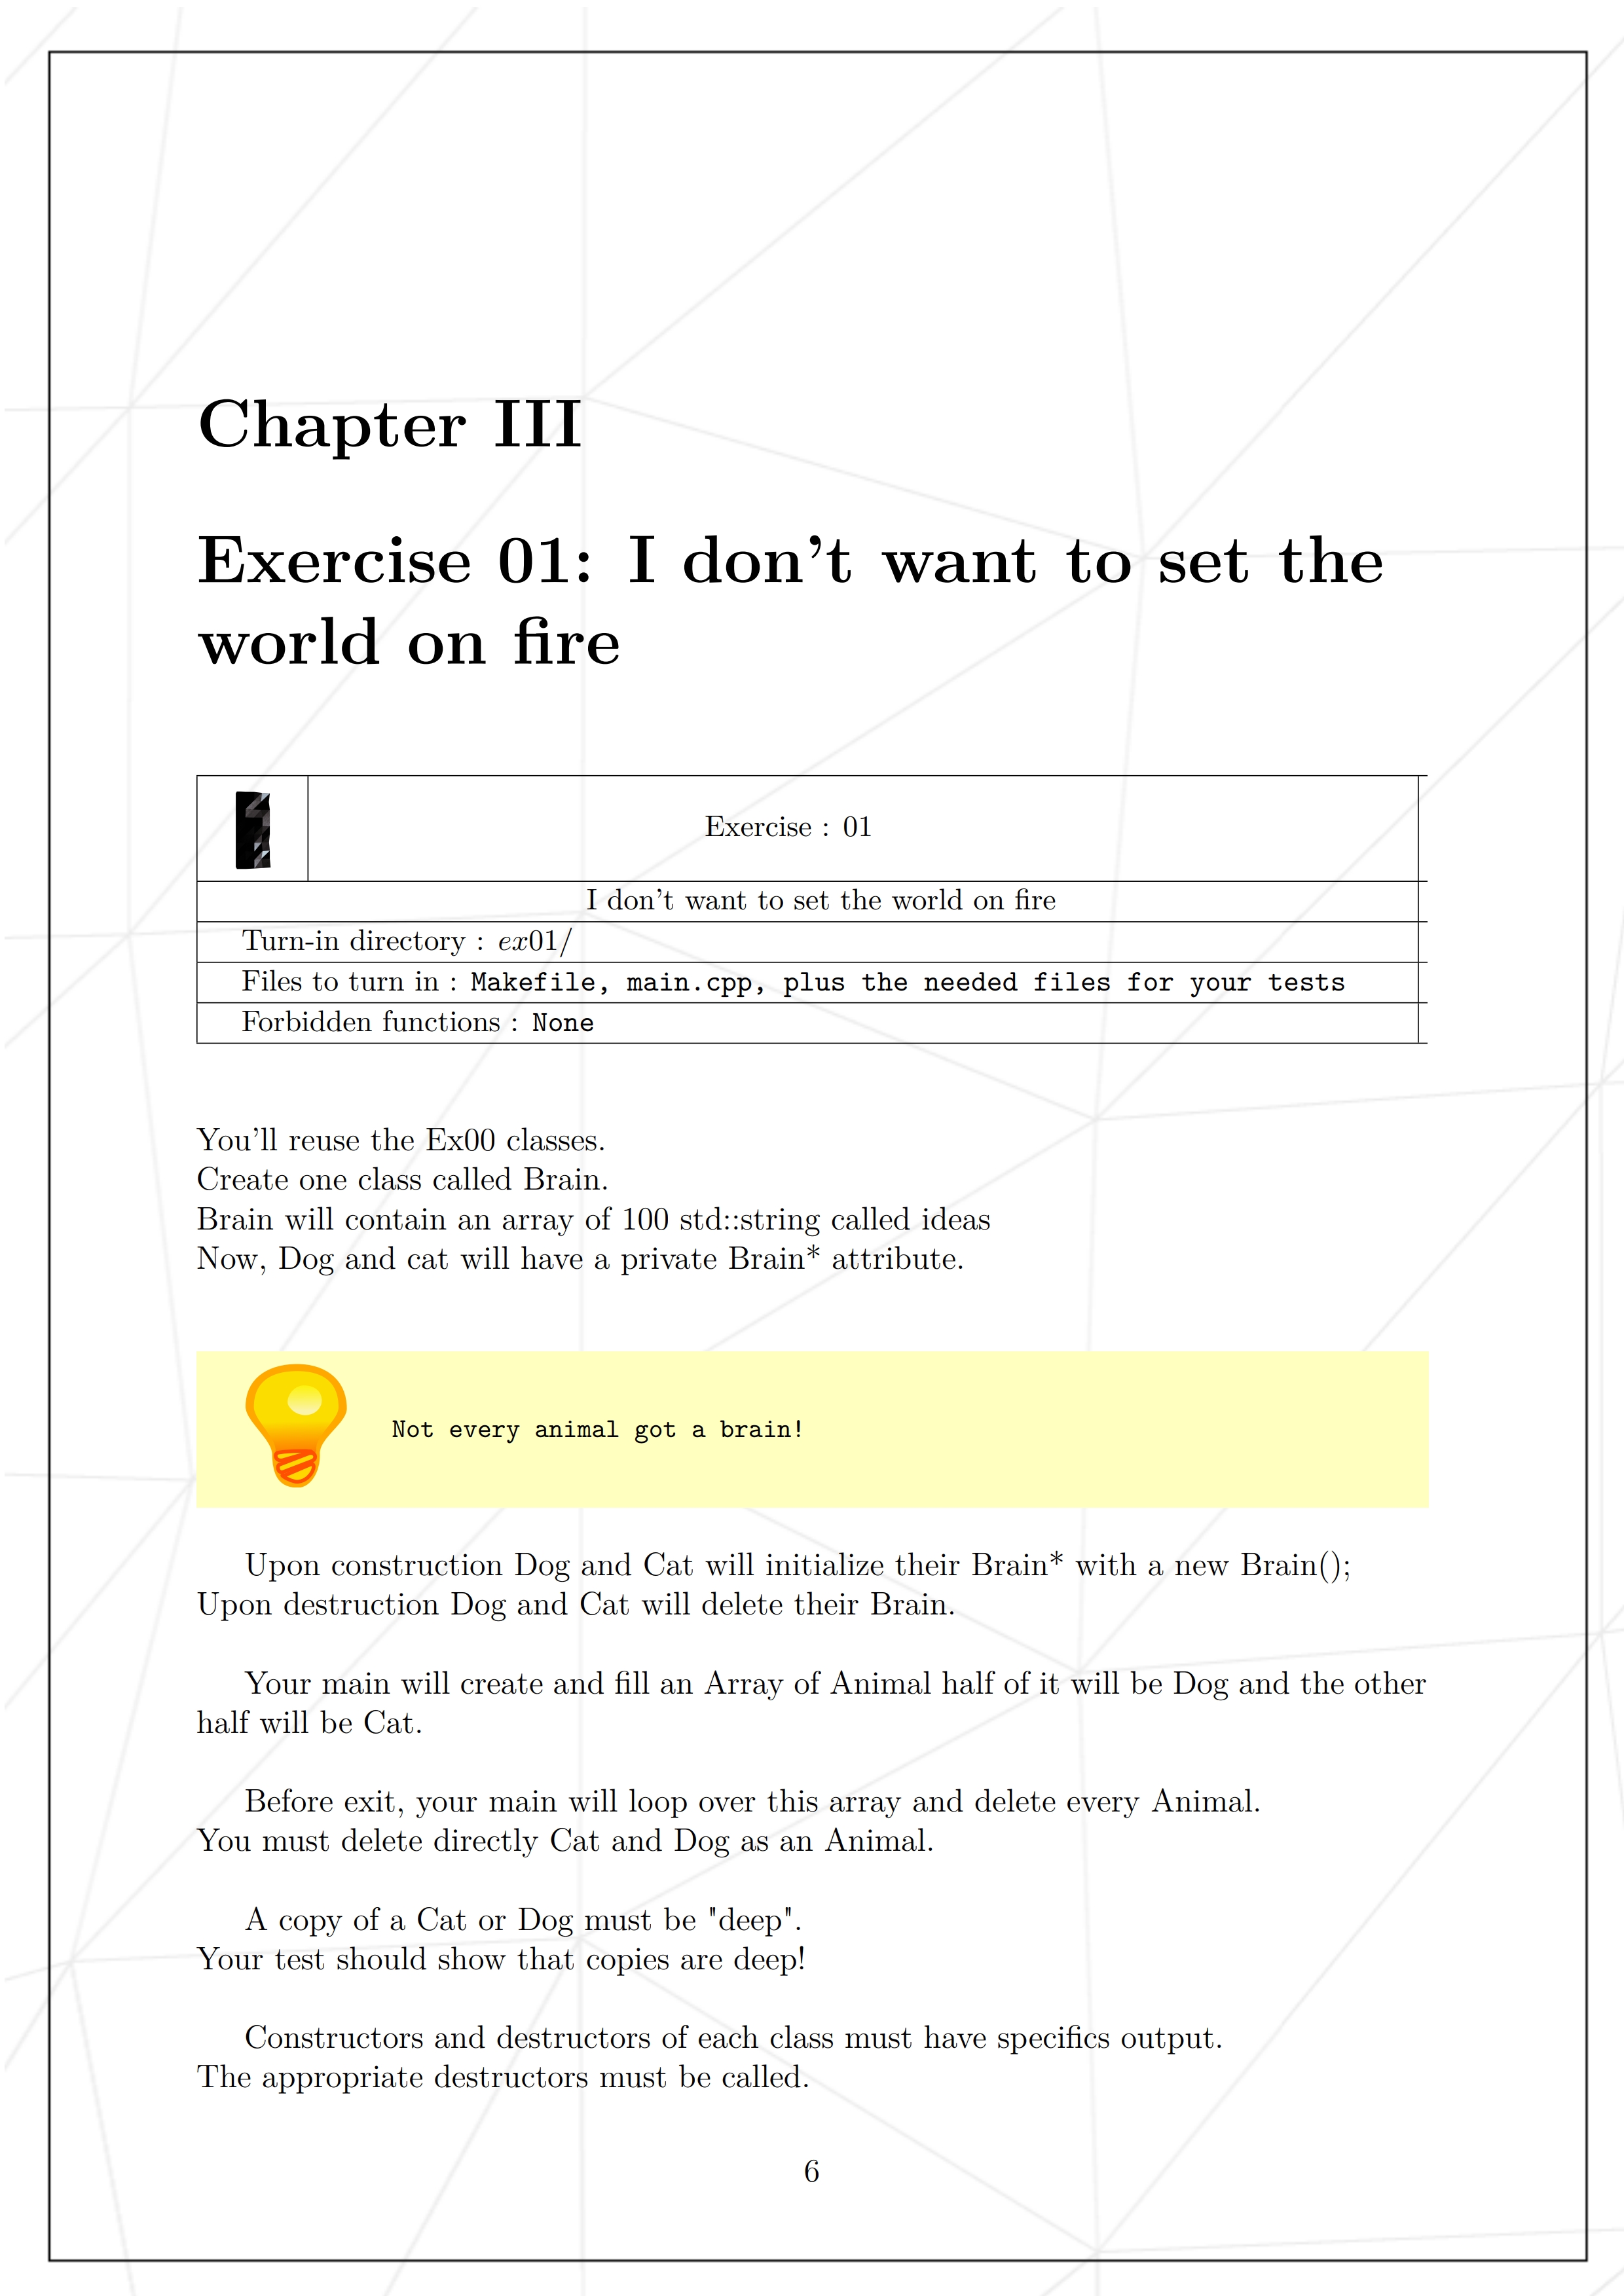 Chapter III
Exercise 01: I don't want to set the
world on fire
Exercise : 01
I don't want to set the world on fire
Turn-in directory : ex01/
Files to turn in : Makefile, main.cpp, plus the needed files for your tests
Forbidden functions : None
You'll reuse the Ex00 classes.
Create one class called Brain.
Brain will contain an array of 100 std::string called ideas
Now, Dog and cat will have a private Brain* attribute.
Not every animal got a brain!
Upon construction Dog and Cat will initialize their Brain* with a new Brain();
Upon destruction Dog and Cat will delete their Brain.
Your main will create and fill an Array of Animal half of it will be Dog and the other
half will be Cat.
Before exit, your main will loop over this array and delete every Animal.
You must delete directly Cat and Dog as an Animal.
A copy of a Cat or Dog must be "deep".
Your test should show that copies are deep!
Constructors and destructors of each class must have specifics output.
The appropriate destructors must be called.
6